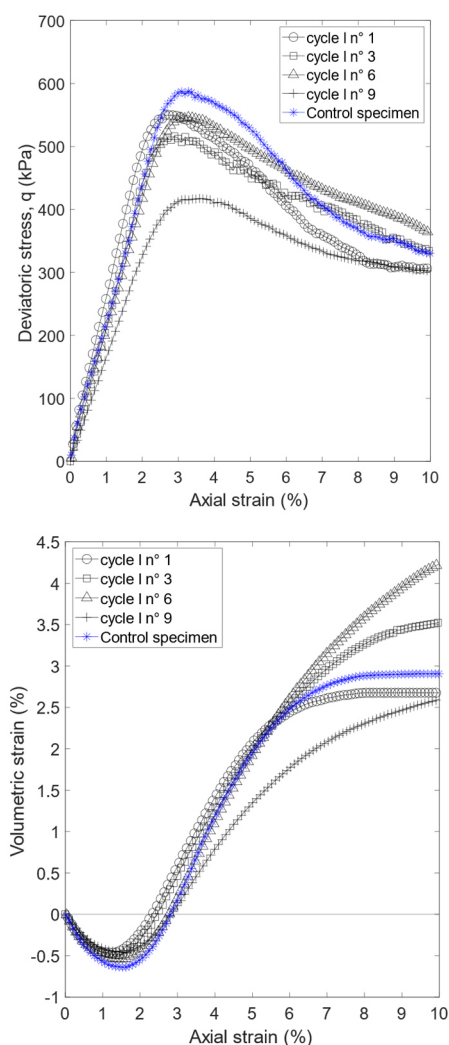 700
600
500
400
300
200
100
0
Deviatoric stress, q (kPa)
cycle I n° 1
cycle I n° 3
cycle I n° 6
cycle I n° 9
Control specimen
0 1 2 3 4 5 6 7 8 9 10
Axial strain (%)
4.5
4
3.5
3
2.5
2
1.5
1
0.5
0
-0.5
-1
Volumetric strain (%)
cycle I n° 1
cycle I n° 3
cycle I n° 6
cycle I n° 9
Control specimen
0 1 2 3 4 5 6 7 8 9 10
Axial strain (%)